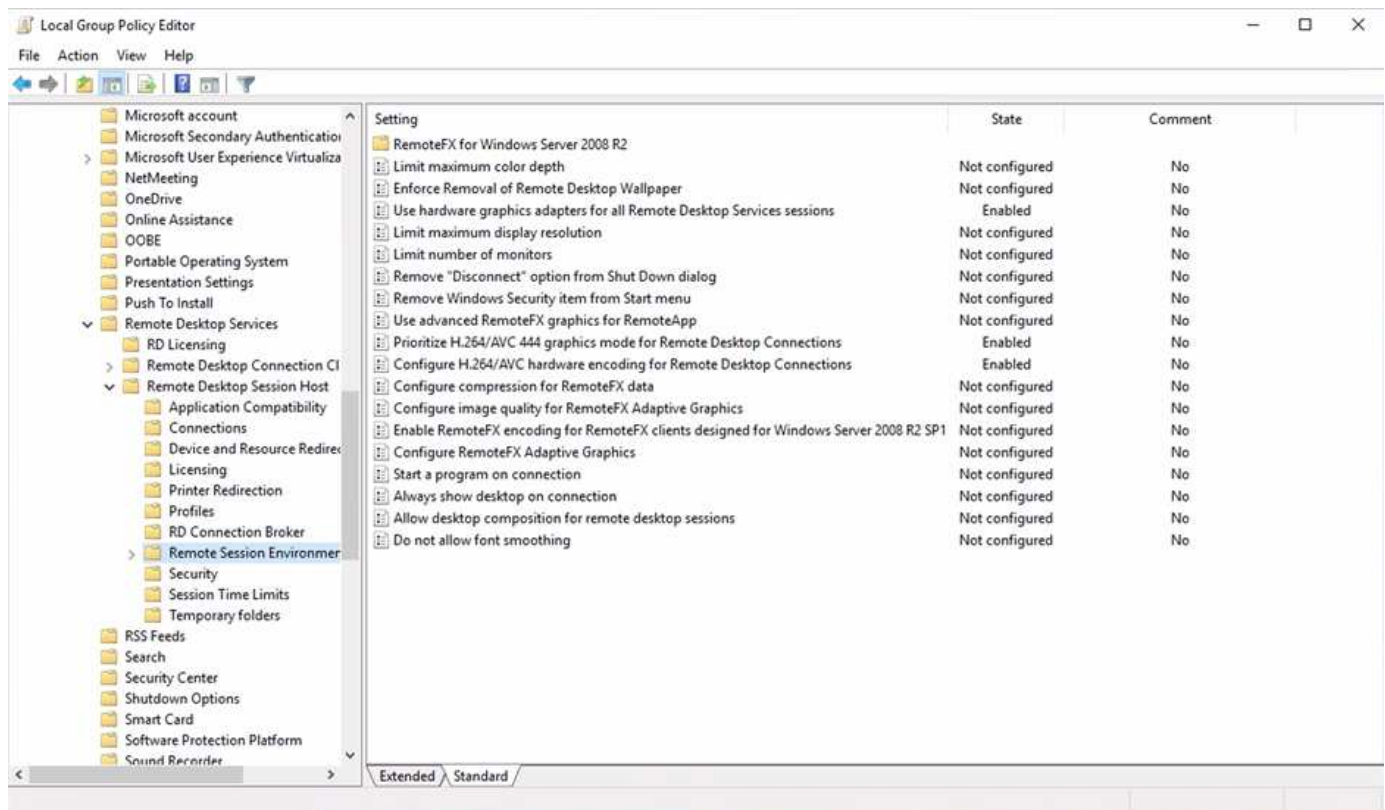 Local Group Policy Editor
File Action View Help
Microsoft account
Microsoft Secondary Authentication
Microsoft User Experience Virtualiza
NetMeeting
OneDrive
Online Assistance
OOBE
Portable Operating System
Presentation Settings
Push To Install
Remote Desktop Services
RD Licensing
Remote Desktop Connection Cl
Remote Desktop Session Host
Application Compatibility
Connections
Device and Resource Redirec
Licensing
Printer Redirection
Profiles
RD Connection Broker
Remote Session Environmen
Security
Session Time Limits
Temporary folders
RSS Feeds
Search
Security Center
Shutdown Options
Smart Card
Software Protection Platform
Sound Recorder
Setting State Comment
RemoteFX for Windows Server 2008 R2
Limit maximum color depth Not configured No
Enforce Removal of Remote Desktop Wallpaper Not configured No
Use hardware graphics adapters for all Remote Desktop Services sessions Enabled No
Limit maximum display resolution Not configured No
Limit number of monitors Not configured No
Remove "Disconnect" option from Shut Down dialog Not configured No
Remove Windows Security item from Start menu Not configured No
Use advanced RemoteFX graphics for RemoteApp Not configured No
Prioritize H.264/AVC 444 graphics mode for Remote Desktop Connections Enabled No
Configure H.264/AVC hardware encoding for Remote Desktop Connections Enabled No
Configure compression for RemoteFX data Not configured No
Configure image quality for RemoteFX Adaptive Graphics Not configured No
Enable RemoteFX encoding for RemoteFX clients designed for Windows Server 2008 R2 SP1 Not configured No
Configure RemoteFX Adaptive Graphics Not configured No
Start a program on connection Not configured No
Always show desktop on connection Not configured No
Allow desktop composition for remote desktop sessions Not configured No
Do not allow font smoothing Not configured No
Extended Standard